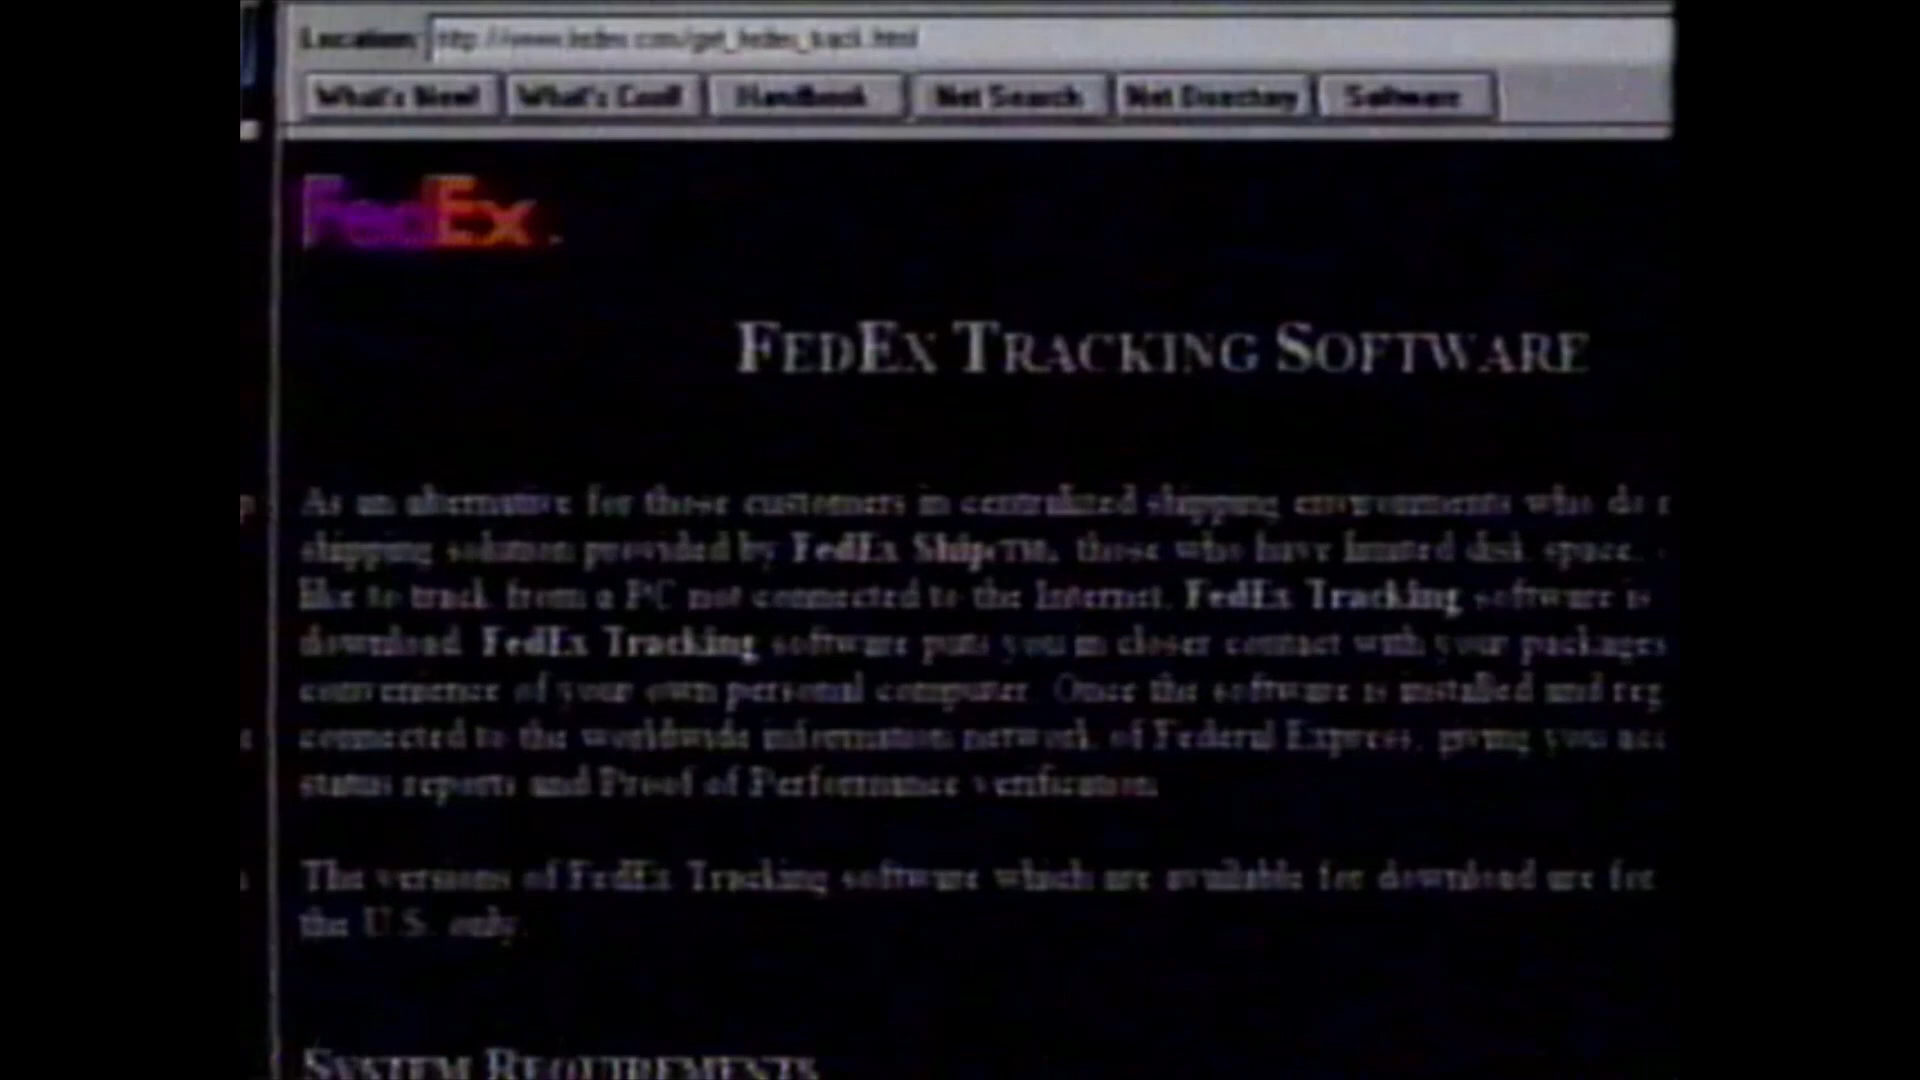 Location: http://www.fedex.com/get_fedex_track.html
What's New! What's Cool! Handbook Net Search Net Directory Software
FedEx.
FEDEX TRACKING SOFTWARE
As an alternative for those customers in centralized shipping environments who do
shipping solution provided by FedEx Ship™, those who have limited disk space,
like to track from a PC not connected to the Internet, FedEx Tracking software is
download. FedEx Tracking software puts you in closer contact with your packages
convenience of your own personal computer. Once the software is installed and reg
connected to the worldwide information network of Federal Express, giving you acc
status reports and Proof of Performance verification.
The versions of FedEx Tracking software which are available for download are for
the U.S. only.
SYSTEM REQUIREMENTS